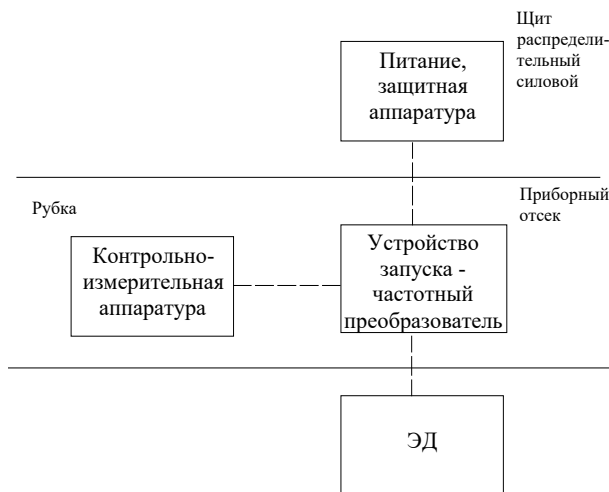 Щит
распредели-
тельный
силовой
Питание,
защитная
аппаратура
Рубка
Приборный
отсек
Контрольно-
измерительная
аппаратура
Устройство
запуска -
частотный
преобразователь
ЭД